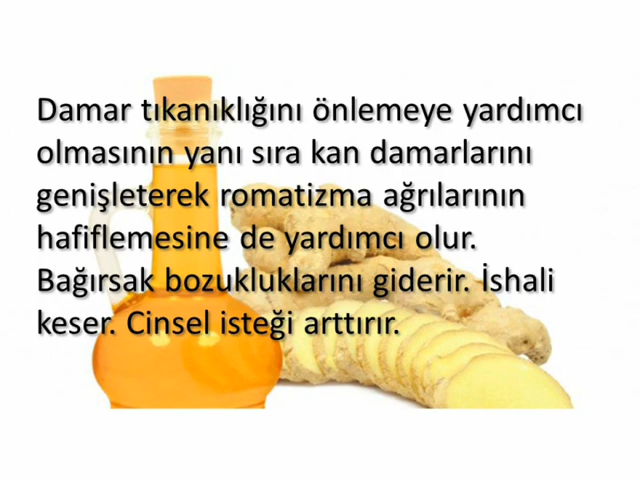 Damar tıkanıklığını önlemeye yardımcı
olmasının yanı sıra kan damarlarını
genişleterek romatizma ağrılarının
hafiflemesine de yardımcı olur.
Bağırsak bozukluklarını giderir. İshali
keser. Cinsel isteği arttırır.